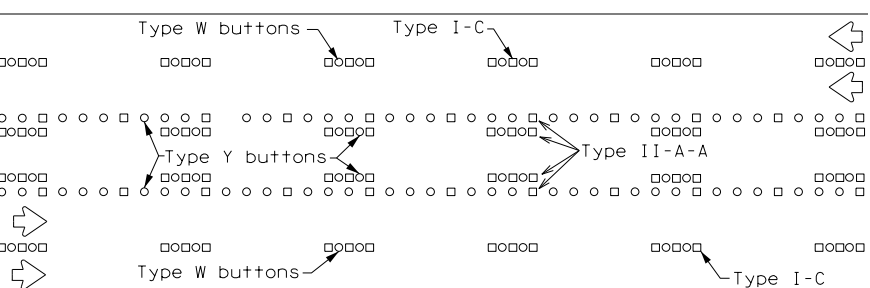 Type W buttons
Type I-C
Type Y buttons
Type II-A-A
Type W buttons
Type I-C